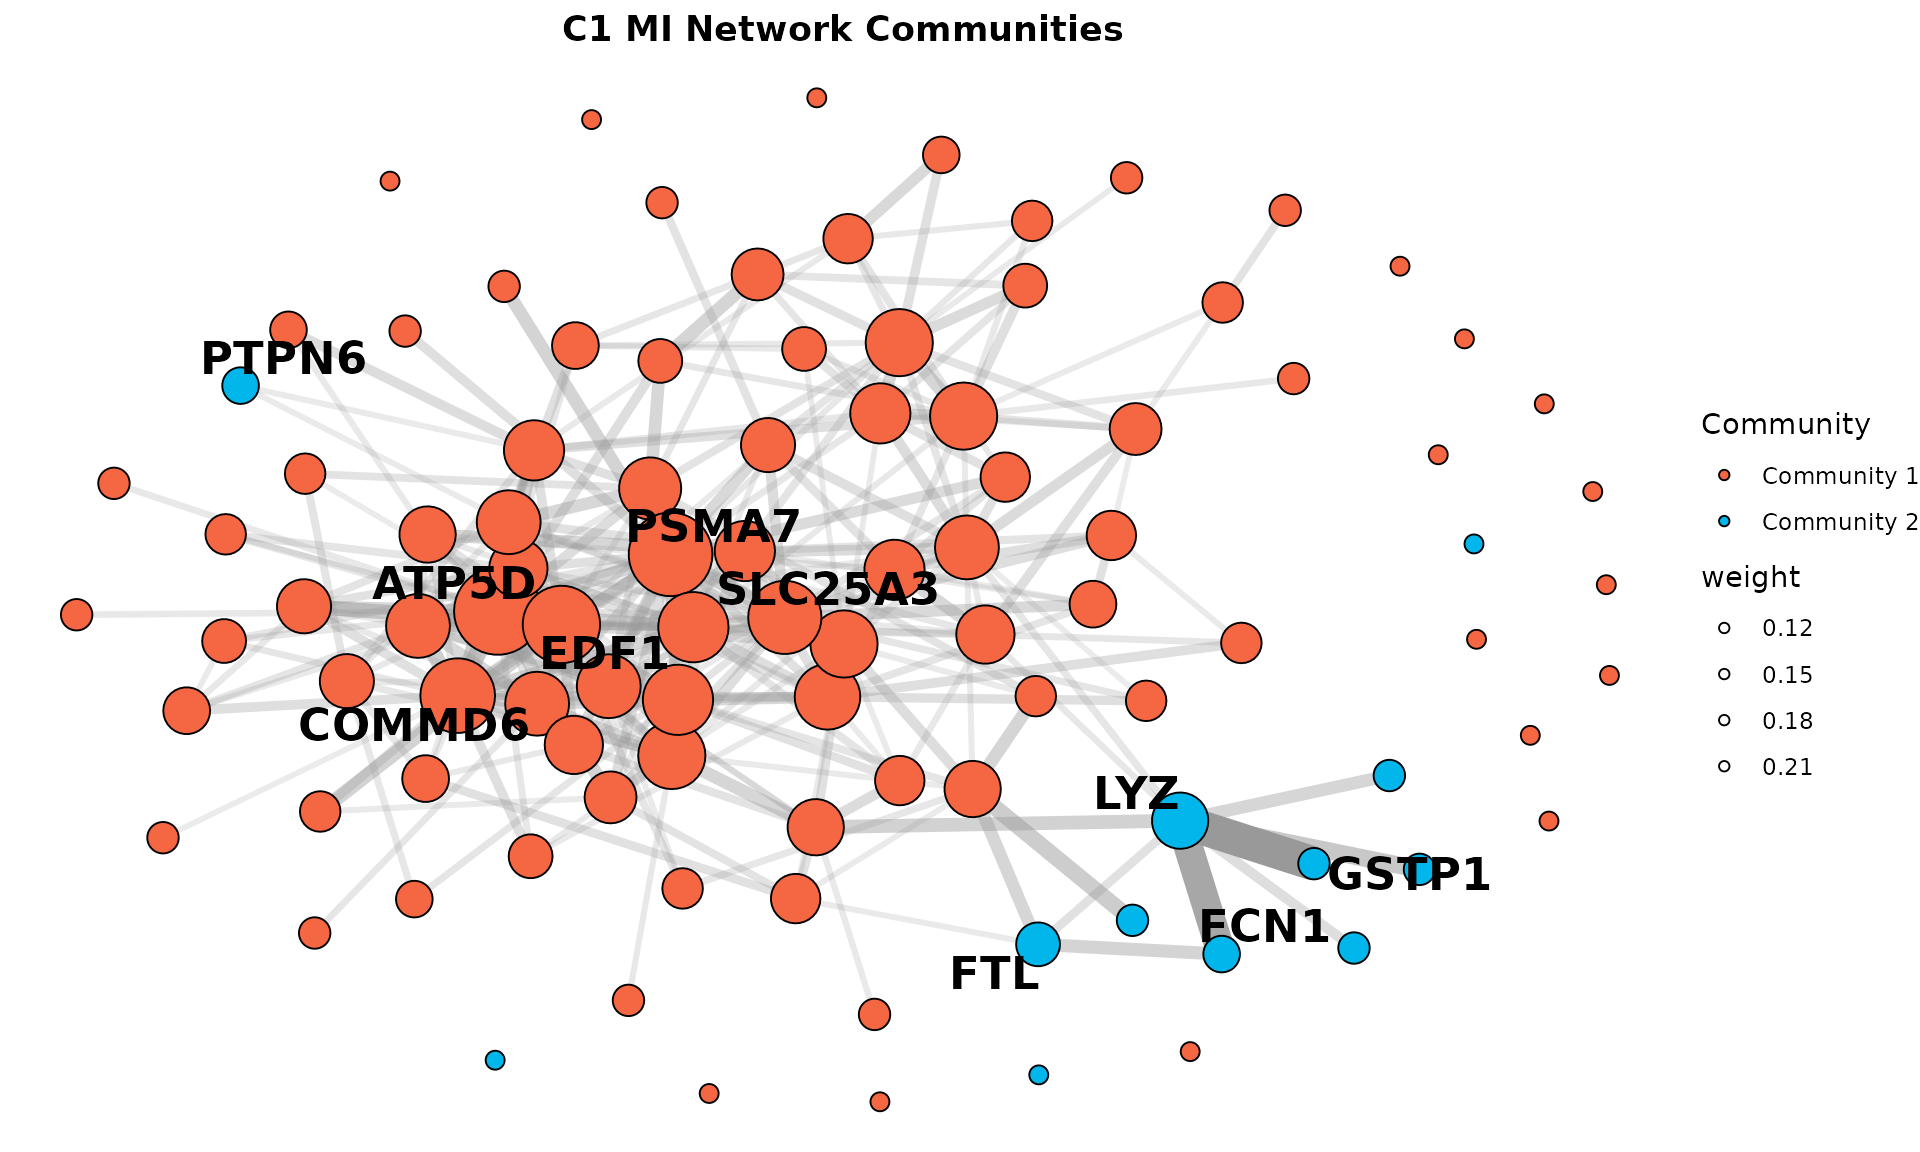 C1 MI Network Communities
PTPN6
PSMA7
ATP5D
SLC25A3
EDF1
COMMD6
LYZ
GSTP1
FCN1
FTL
Community
Community 1
Community 2
weight
0.12
0.15
0.18
0.21